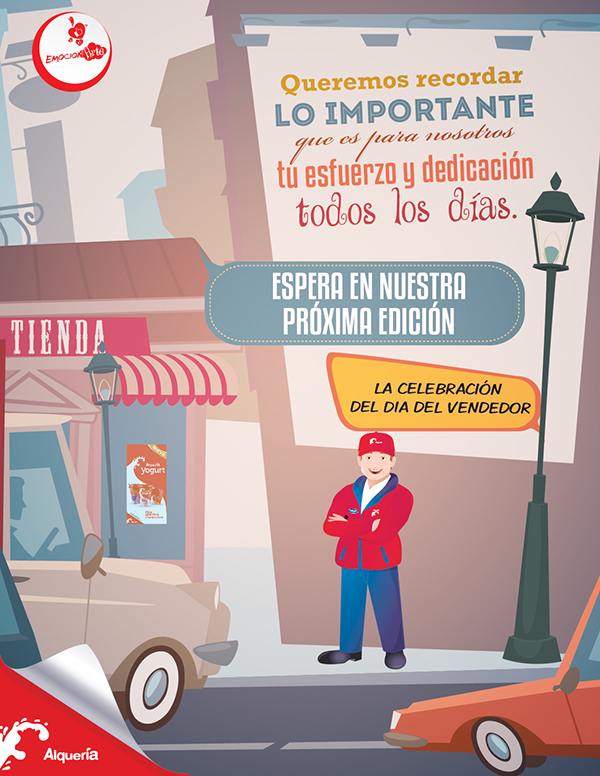 EMOCIONArte
Queremos recordar
LO IMPORTANTE
que es para nosotros
tu esfuerzo y dedicación
todos los días.
ESPERA EN NUESTRA
PRÓXIMA EDICIÓN
TIENDA
LA CELEBRACIÓN
DEL DIA DEL VENDEDOR
Yogurt
Alquería